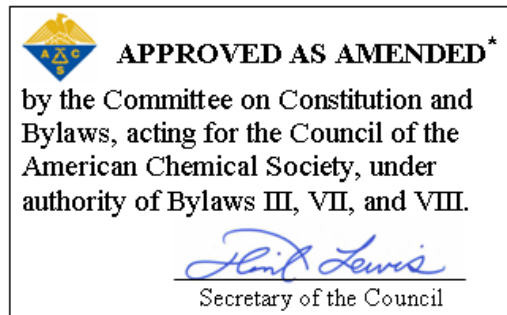 A C S
APPROVED AS AMENDED*
by the Committee on Constitution and
Bylaws, acting for the Council of the
American Chemical Society, under
authority of Bylaws III, VII, and VIII.
Lewis
Secretary of the Council